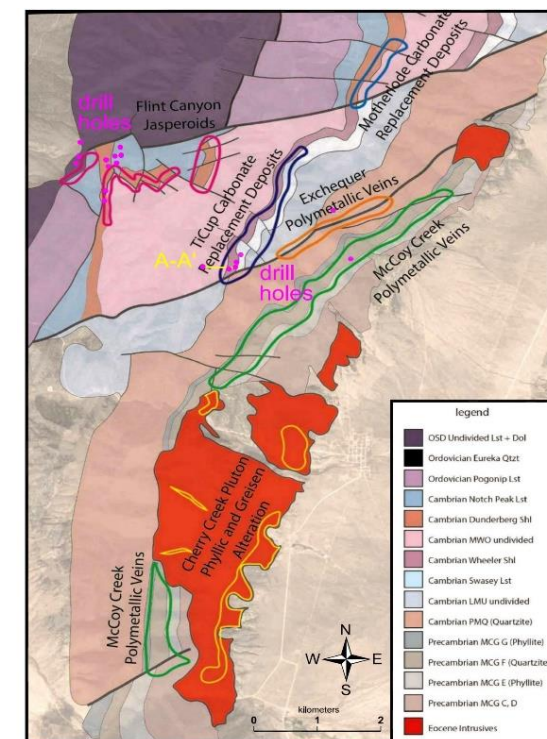 drill
holes
Flint Canyon
Jasperoids
Motherlode Carbonate
Replacement Deposits
TiCup Carbonate
Replacement Deposits
Exchequer
Polymetallic Veins
A-A'
drill
holes
McCoy Creek
Polymetallic Veins
Cherry Creek Pluton
Phyllic and Greisen
Alteration
McCoy Creek
Polymetallic Veins
N
W
E
S
kilometers
0
1
2
legend
OSD Undivided Lst + Dol
Ordovician Eureka Qtzt
Ordovician Pogonip Lst
Cambrian Notch Peak Lst
Cambrian Dunderberg Shl
Cambrian MWO undivided
Cambrian Wheeler Shl
Cambrian Swasey Lst
Cambrian LMU undivided
Cambrian PMQ (Quartzite)
Precambrian MCG G (Phyllite)
Precambrian MCG F (Quartzite
Precambrian MCG E (Phyllite)
Precambrian MCG C, D
Eocene Intrusives